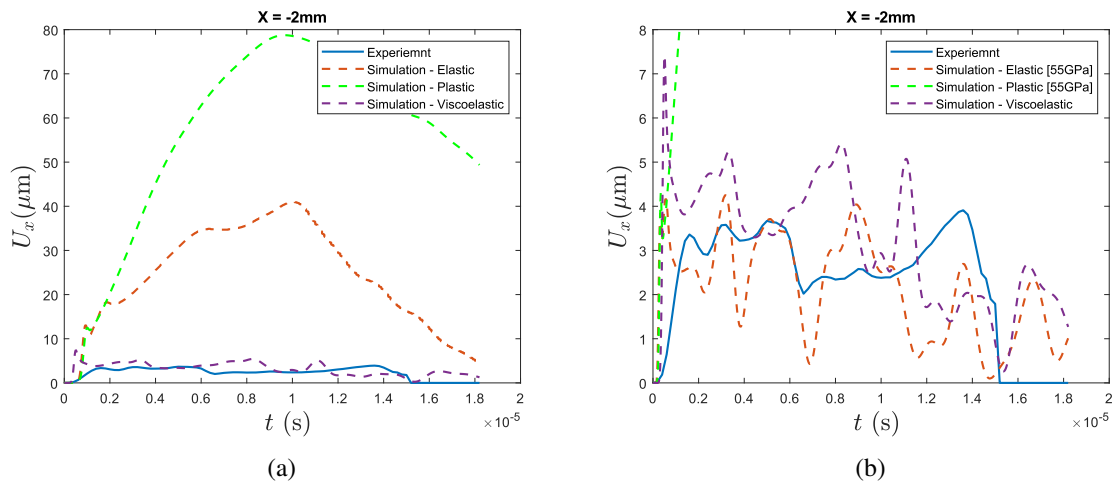 X = -2mm
80
70
60
50
40
30
20
10
0
U_x(μm)
Experiemnt
Simulation - Elastic
Simulation - Plastic
Simulation - Viscoelastic
0 0.2 0.4 0.6 0.8 1 1.2 1.4 1.6 1.8 2
t (s)
×10^-5
(a)
X = -2mm
8
7
6
5
4
3
2
1
0
U_x(μm)
Experiemnt
Simulation - Elastic [55GPa]
Simulation - Plastic [55GPa]
Simulation - Viscoelastic
0 0.2 0.4 0.6 0.8 1 1.2 1.4 1.6 1.8 2
t (s)
×10^-5
(b)